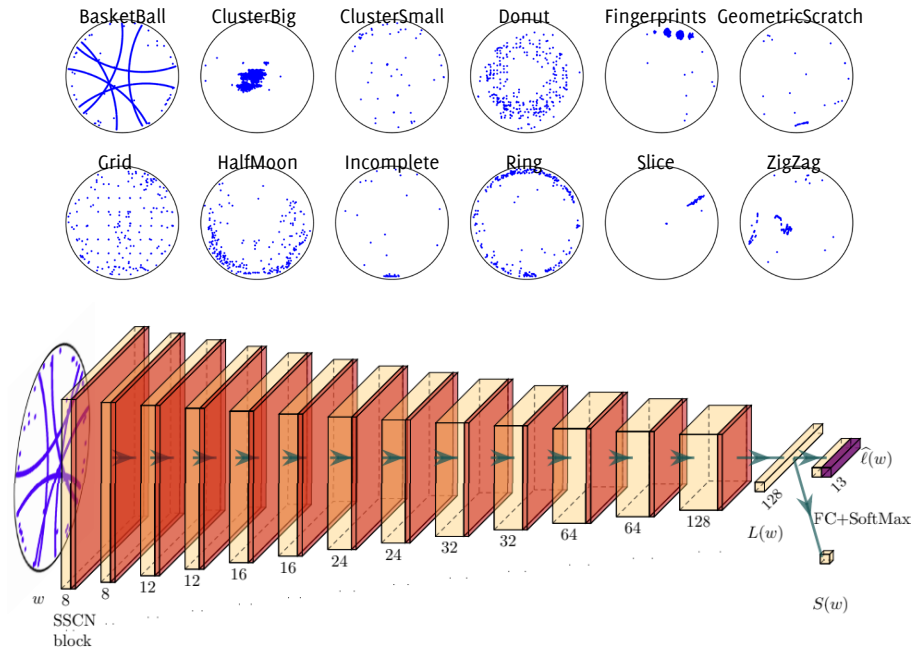 BasketBall ClusterBig ClusterSmall Donut Fingerprints GeometricScratch
Grid HalfMoon Incomplete Ring Slice ZigZag
w 8 8 12 12 16 16 24 24 32 32 64 64 128 128 13 \widehat{ℓ}(w)
SSCN
block
L(w)
FC+SoftMax
S(w)